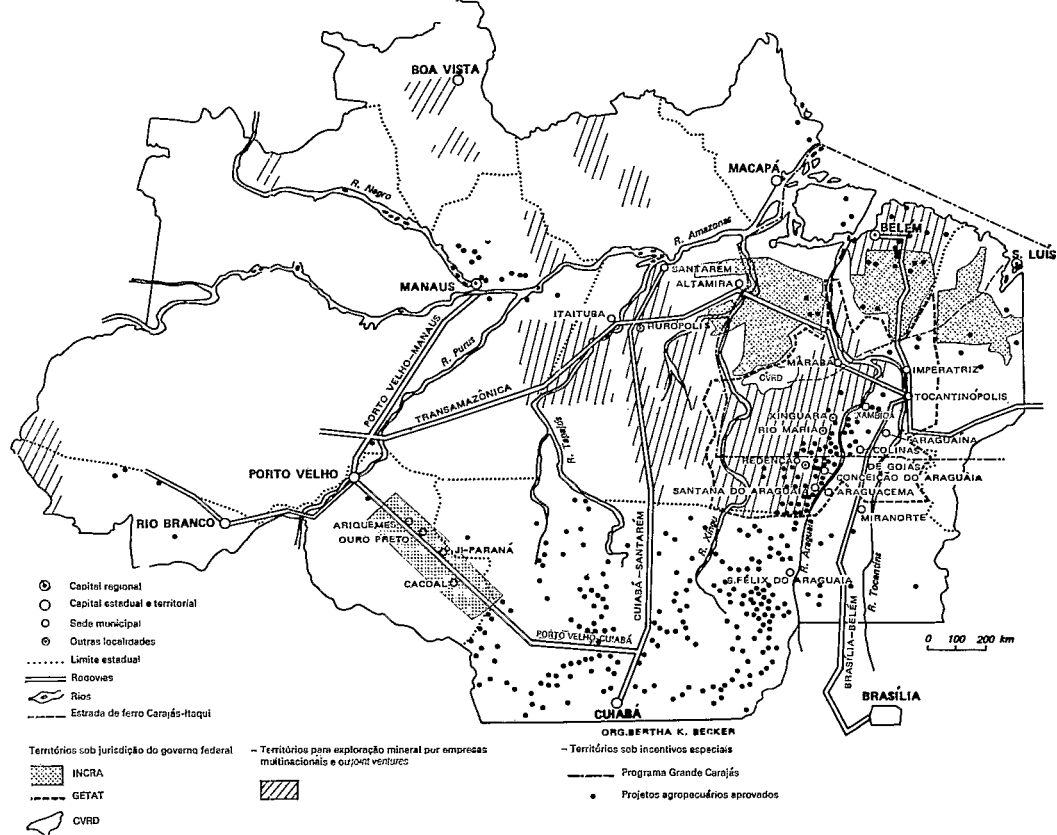 BOA VISTA
MACAPÁ
R. Negro
R. Amazonas
BELÉM
S. LUIS
SANTARÉM
ALTAMIRA
MANAUS
ITAITUBA
RURÓPOLIS
PORTO VELHO–MANAUS
R. Purus
MARABÁ
IMPERATRIZ
CVRD
TRANSAMAZÔNICA
TOCANTINÓPOLIS
XINGUARA
XAMBIOÁ
RIO MARIA
R. Tapajós
ARAGUAINA
COLINAS
DE GOIÁS
REDENÇÃO
CONCEIÇÃO DO ARAGUAIA
PORTO VELHO
SANTANA DO ARAGUAIA
ARAGUACEMA
MIRANORTE
RIO BRANCO
ARIQUEMES
OURO PRETO
JI-PARANÁ
R. Xingu
R. Araguaia
CACOAL
S. FÉLIX DO ARAGUAIA
R. Tocantins
CUIABÁ–SANTARÉM
PORTO VELHO-CUIABÁ
BRASÍLIA–BELÉM
0 100 200 km
BRASÍLIA
CUIABÁ
ORG. BERTHA K. BECKER
Capital regional
Capital estadual e territorial
Sede municipal
Outras localidades
Limite estadual
Rodovias
Rios
Estrada de ferro Carajás-Itaqui
Territórios sob jurisdição do governo federal
INCRA
GETAT
CVRD
– Territórios para exploração mineral por empresas
multinacionais e ou joint ventures
– Territórios sob incentivos especiais
Programa Grande Carajás
Projetos agropecuários aprovados